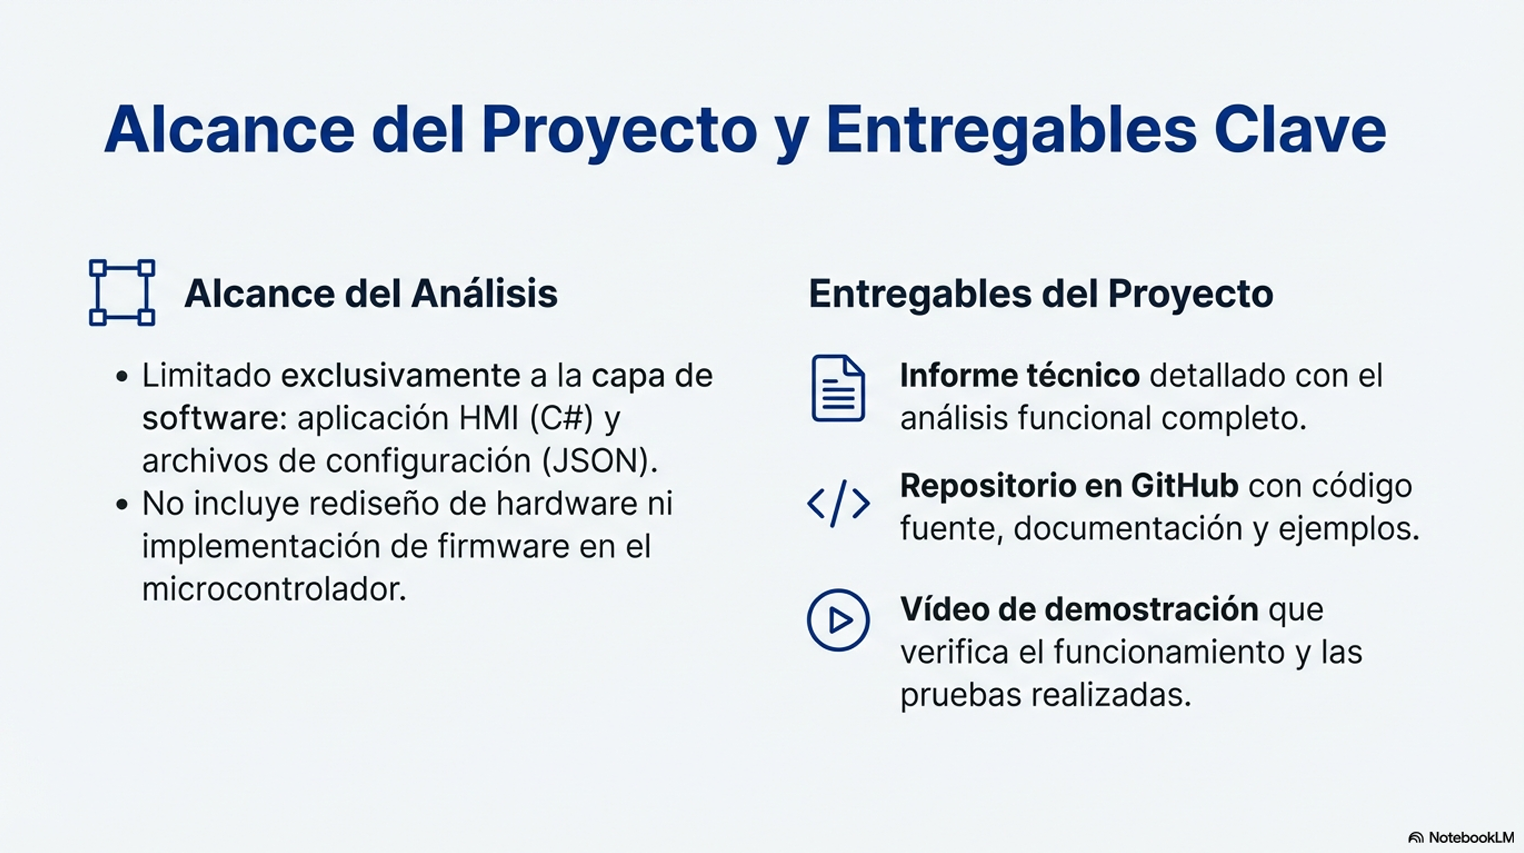 Alcance del Proyecto y Entregables Clave
Alcance del Análisis
• Limitado exclusivamente a la capa de
software: aplicación HMI (C#) y
archivos de configuración (JSON).
• No incluye rediseño de hardware ni
implementación de firmware en el
microcontrolador.
Entregables del Proyecto
Informe técnico detallado con el
análisis funcional completo.
Repositorio en GitHub con código
fuente, documentación y ejemplos.
Vídeo de demostración que
verifica el funcionamiento y las
pruebas realizadas.
NotebookLM